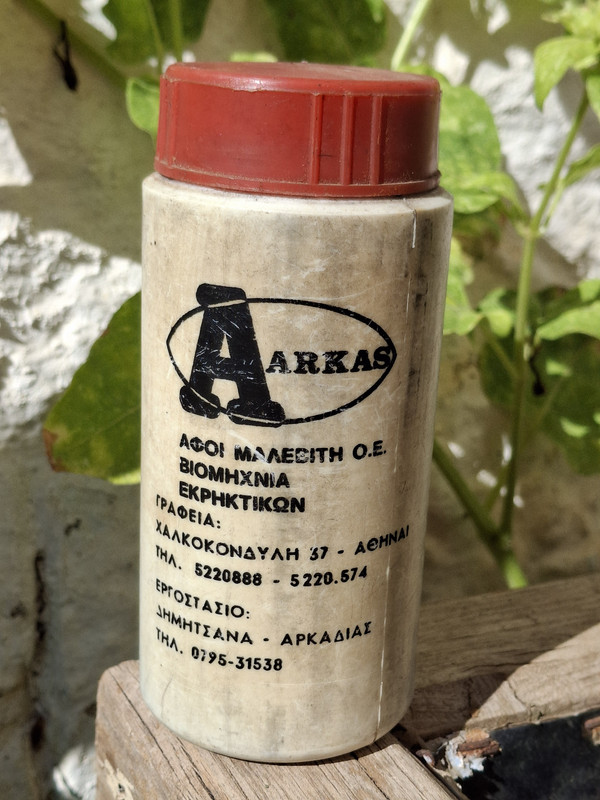 A ARKAS
ΑΦΟΙ ΜΑΛΕΒΙΤΗ Ο.Ε.
ΒΙΟΜΗΧΝΙΑ
ΕΚΡΗΚΤΙΚΩΝ
ΓΡΑΦΕΙΑ:
ΧΑΛΚΟΚΟΝΔΥΛΗ 37 - ΑΘΗΝΑΙ
ΤΗΛ. 5220888 - 5220.574
ΕΡΓΟΣΤΑΣΙΟ:
ΔΗΜΗΤΣΑΝΑ - ΑΡΚΑΔΙΑΣ
ΤΗΛ. 0795-31538